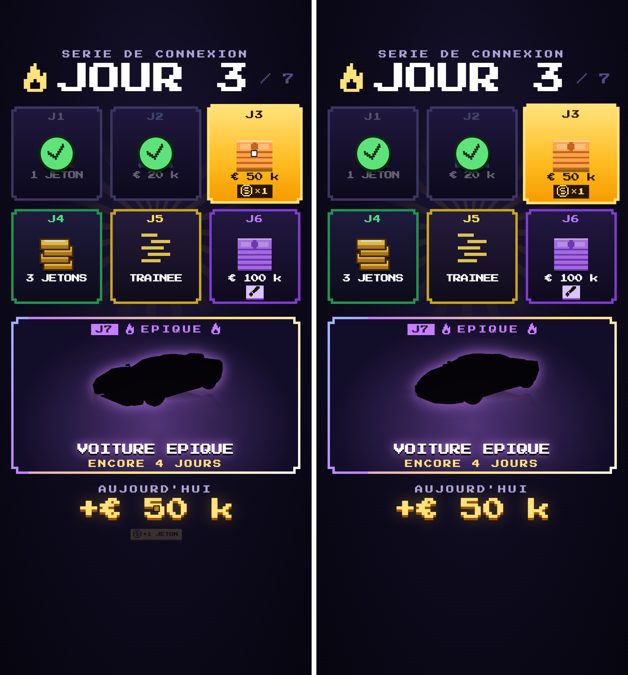 SERIE DE CONNEXION
JOUR 3 / 7
J1
J2
J3
1 JETON
€ 20 k
€ 50 k
Ⓢ×1
J4
J5
J6
3 JETONS
TRAINEE
€ 100 k
J7 EPIQUE
VOITURE EPIQUE
ENCORE 4 JOURS
AUJOURD'HUI
+€ 50 k
Ⓢ+1 JETON
SERIE DE CONNEXION
JOUR 3 / 7
J1
J2
J3
1 JETON
€ 20 k
€ 50 k
Ⓢ×1
J4
J5
J6
3 JETONS
TRAINEE
€ 100 k
J7 EPIQUE
VOITURE EPIQUE
ENCORE 4 JOURS
AUJOURD'HUI
+€ 50 k